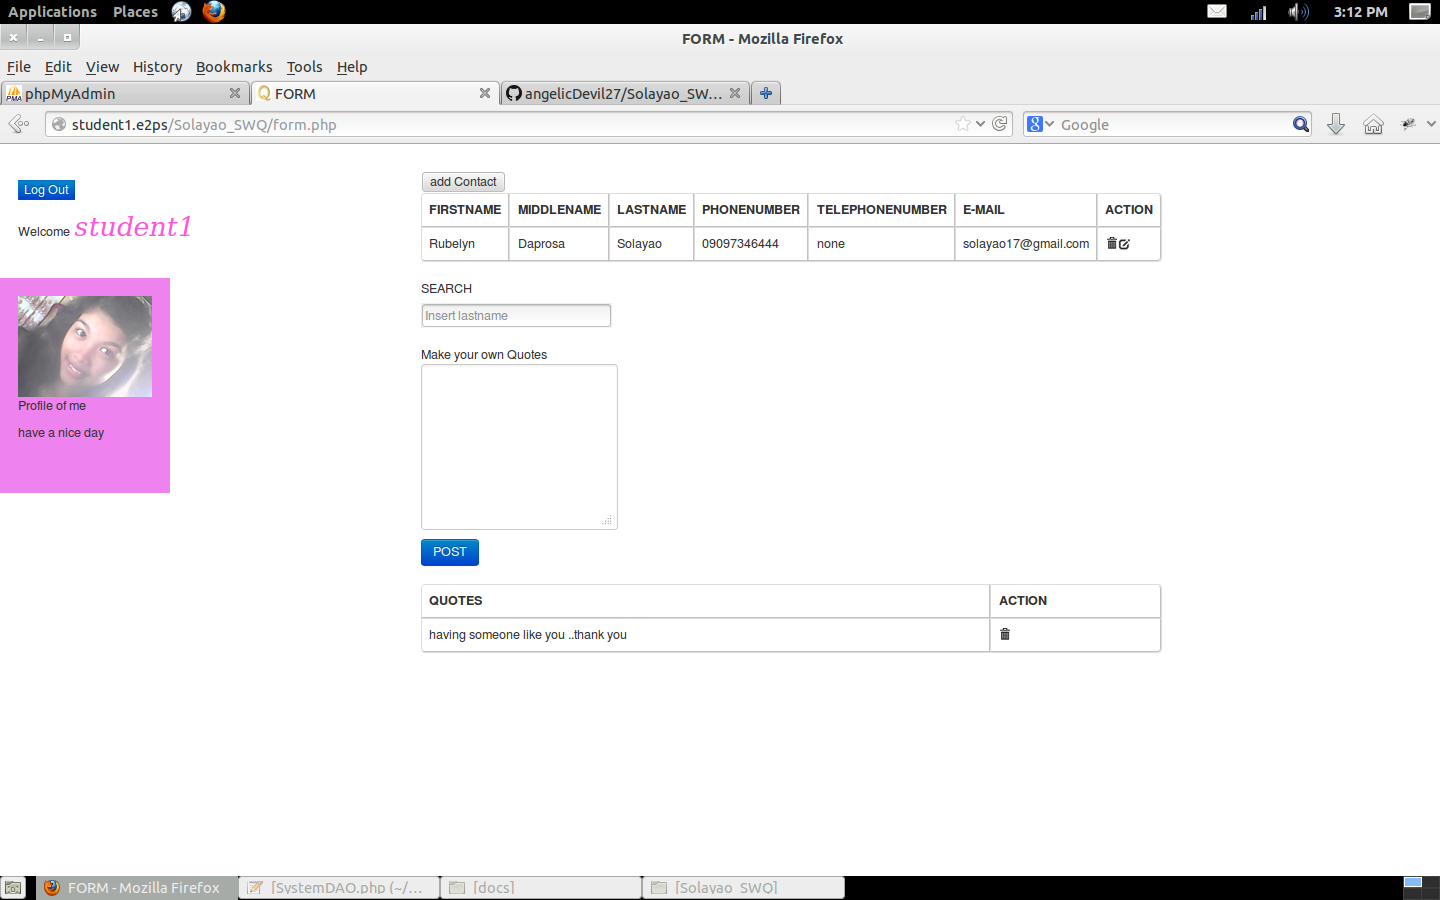 Applications Places 3:12 PM
FORM - Mozilla Firefox
File Edit View History Bookmarks Tools Help
phpMyAdmin FORM angelicDevil27/Solayao_SW...
student1.e2ps/Solayao_SWQ/form.php Google
Log Out
Welcome student1
Profile of me
have a nice day
add Contact
FIRSTNAME MIDDLENAME LASTNAME PHONENUMBER TELEPHONENUMBER E-MAIL ACTION
Rubelyn Daprosa Solayao 09097346444 none solayao17@gmail.com
SEARCH
Insert lastname
Make your own Quotes
POST
QUOTES ACTION
having someone like you ..thank you
FORM - Mozilla Firefox [SystemDAO.php (~/... [docs] [Solayao_SWQ]